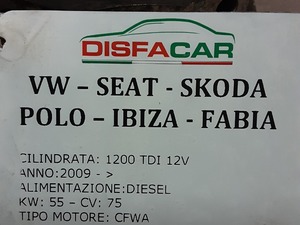 DISFACAR
VW – SEAT - SKODA
POLO – IBIZA - FABIA
CILINDRATA: 1200 TDI 12V
ANNO:2009 - >
ALIMENTAZIONE:DIESEL
KW: 55 – CV: 75
TIPO MOTORE: CFWA